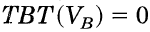 TBT(V_B) = 0